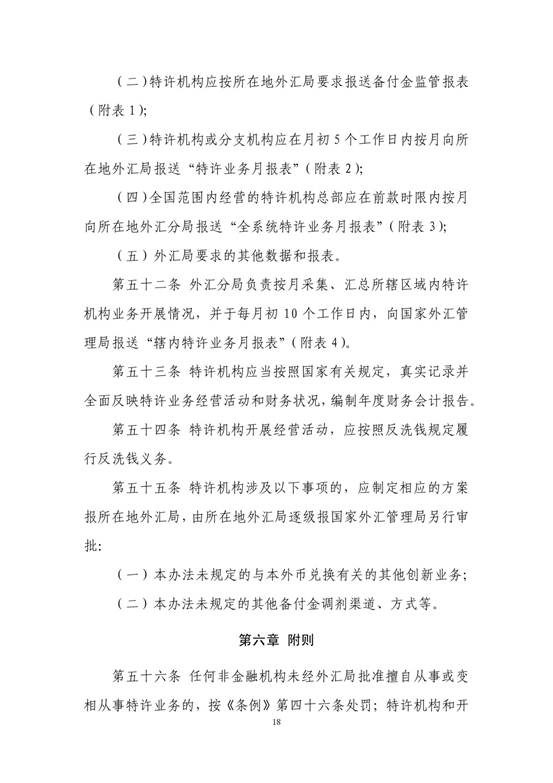 （二）特许机构应按所在地外汇局要求报送备付金监管报表
（附表 1）；
（三）特许机构或分支机构应在月初 5 个工作日内按月向所
在地外汇局报送“特许业务月报表”（附表 2）；
（四）全国范围内经营的特许机构总部应在前款时限内按月
向所在地外汇分局报送“全系统特许业务月报表”（附表 3）；
（五）外汇局要求的其他数据和报表。
第五十二条 外汇分局负责按月采集、汇总所辖区域内特许
机构业务开展情况，并于每月初 10 个工作日内，向国家外汇管
理局报送“辖内特许业务月报表”（附表 4）。
第五十三条 特许机构应当按照国家有关规定，真实记录并
全面反映特许业务经营活动和财务状况，编制年度财务会计报告。
第五十四条 特许机构开展经营活动，应按照反洗钱规定履
行反洗钱义务。
第五十五条 特许机构涉及以下事项的，应制定相应的方案
报所在地外汇局，由所在地外汇局逐级报国家外汇管理局另行审
批：
（一）本办法未规定的与本外币兑换有关的其他创新业务；
（二）本办法未规定的其他备付金调剂渠道、方式等。
第六章 附则
第五十六条 任何非金融机构未经外汇局批准擅自从事或变
相从事特许业务的，按《条例》第四十六条处罚；特许机构和开
18